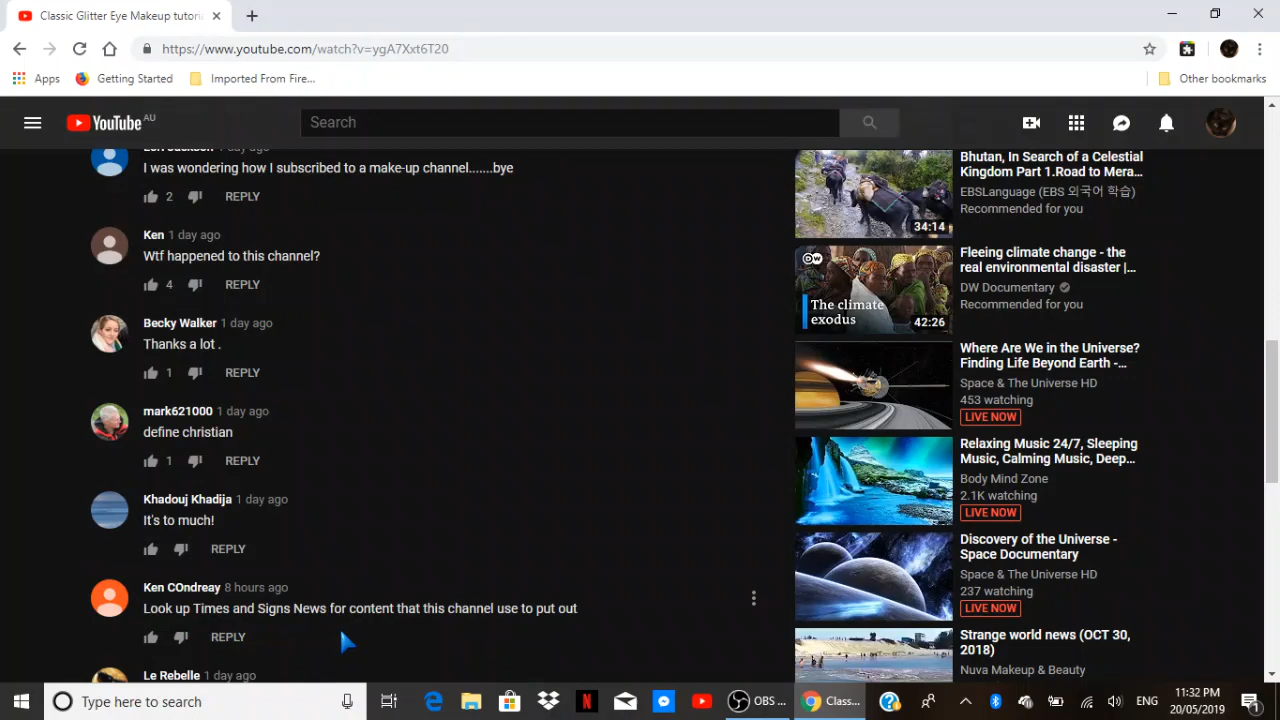 Classic Glitter Eye Makeup tutori
https://www.youtube.com/watch?v=ygA7Xxt6T20
Apps
Getting Started
Imported From Fire...
Other bookmarks
YouTube AU
Search
I was wondering how I subscribed to a make-up channel.......bye
2
REPLY
Ken 1 day ago
Wtf happened to this channel?
4
REPLY
Becky Walker 1 day ago
Thanks a lot .
1
REPLY
mark621000 1 day ago
define christian
1
REPLY
Khadouj Khadija 1 day ago
It's to much!
REPLY
Ken COndreay 8 hours ago
Look up Times and Signs News for content that this channel use to put out
REPLY
Le Rebelle 1 day ago
34:14
Bhutan, In Search of a Celestial
Kingdom Part 1.Road to Mera...
EBSLanguage (EBS 외국어 학습)
Recommended for you
DW
The climate
exodus
42:26
Fleeing climate change - the
real environmental disaster |...
DW Documentary
Recommended for you
Where Are We in the Universe?
Finding Life Beyond Earth -...
Space & The Universe HD
453 watching
LIVE NOW
Relaxing Music 24/7, Sleeping
Music, Calming Music, Deep...
Body Mind Zone
2.1K watching
LIVE NOW
Discovery of the Universe -
Space Documentary
Space & The Universe HD
237 watching
LIVE NOW
Strange world news (OCT 30,
2018)
Nuva Makeup & Beauty
Type here to search
OBS ...
Class...
ENG
11:32 PM
20/05/2019
1